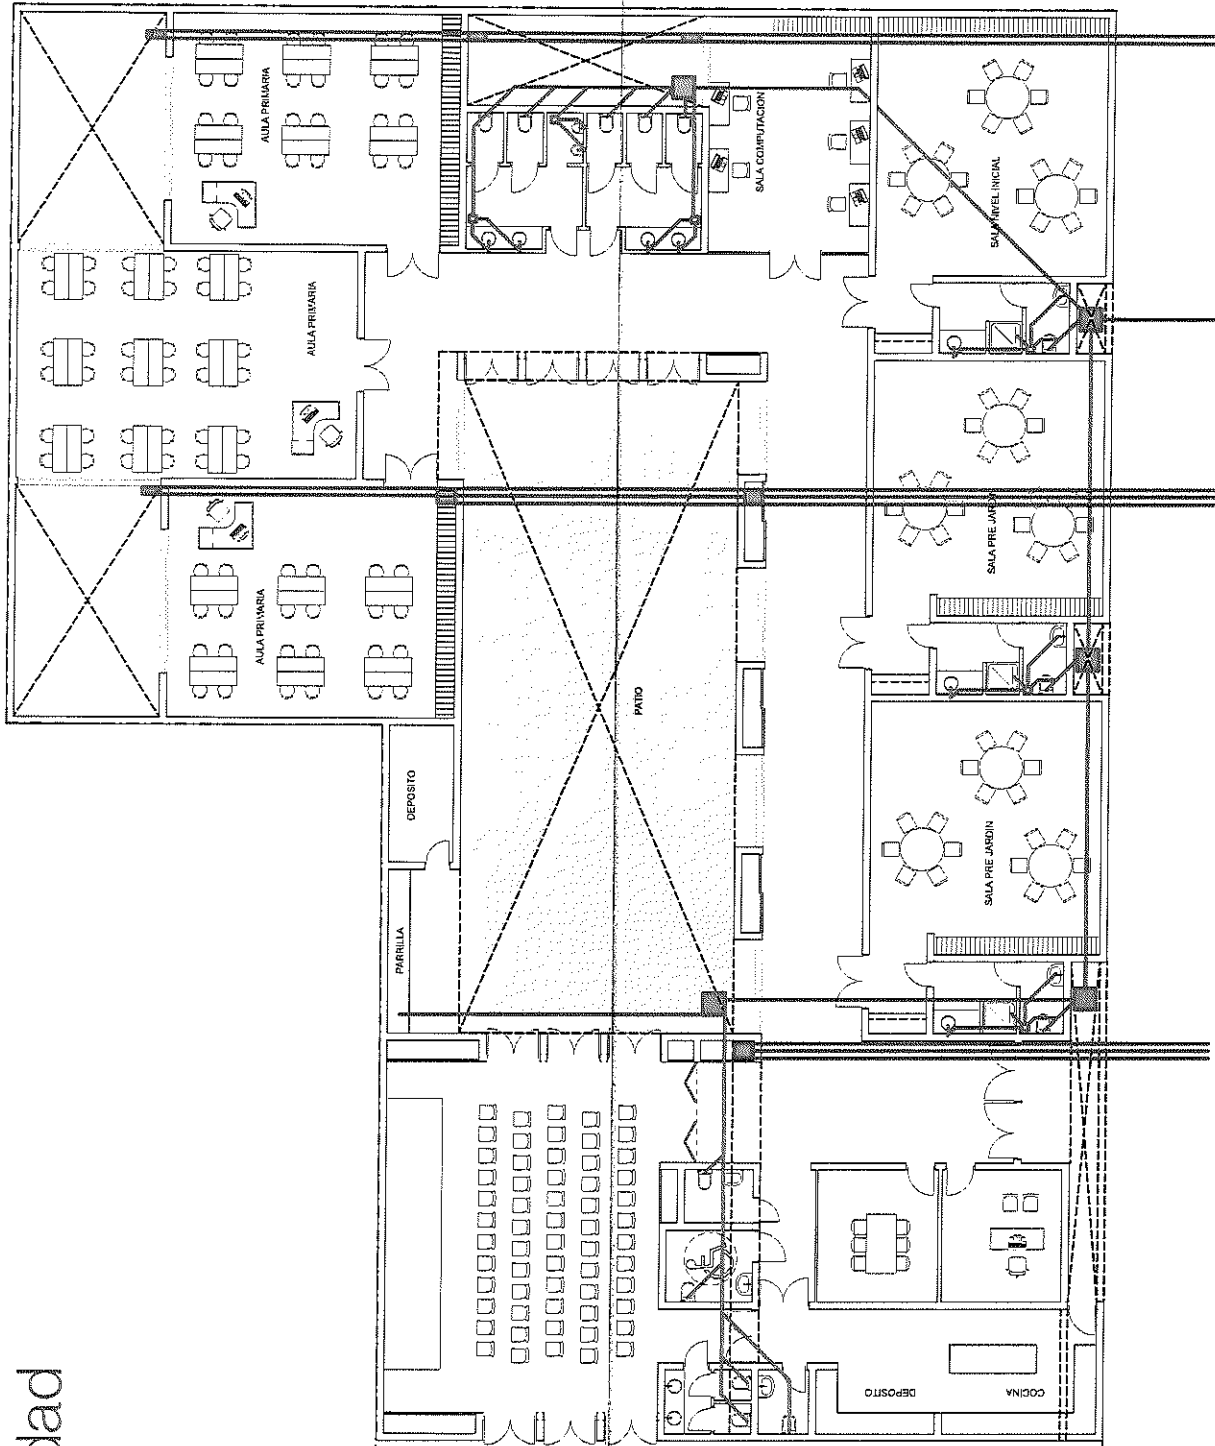 AULA PRIMARIA
AULA PRIMARIA
AULA PRIMARIA
SALA COMPUTACION
SALA NIVEL INICIAL
SALA PRE JARDIN
SALA PRE JARDIN
PATIO
DEPOSITO
PARRILLA
DEPOSITO
COCINA
dad